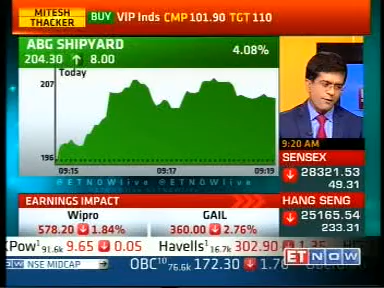 MITESH THACKER
BUY VIP Inds CMP 101.90 TGT 110
ABG SHIPYARD
204.30 8.00
4.08%
Today
207
196
09:15 09:17 09:19
@ETNOWlive @ETNOWlive
9:20 AM
SENSEX
28321.53
49.31
HANG SENG
25165.54
233.31
EARNINGS IMPACT
Wipro
578.20 1.84%
GAIL
360.00 2.76%
KPow 91.6k 9.65 0.05 Havells 16.7k 302.90
ET NOW
NSE MIDCAP OBC 76.6k 172.30